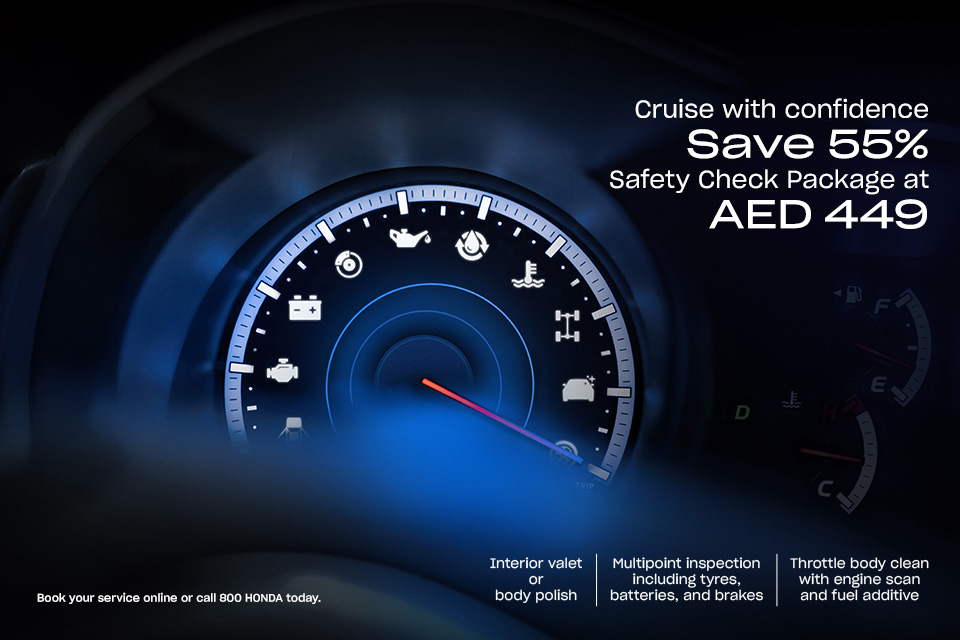 Cruise with confidence
Save 55%
Safety Check Package at
AED 449
F
E
D
H
C
TRIP
Interior valet
or
body polish
Multipoint inspection
including tyres,
batteries, and brakes
Throttle body clean
with engine scan
and fuel additive
Book your service online or call 800 HONDA today.